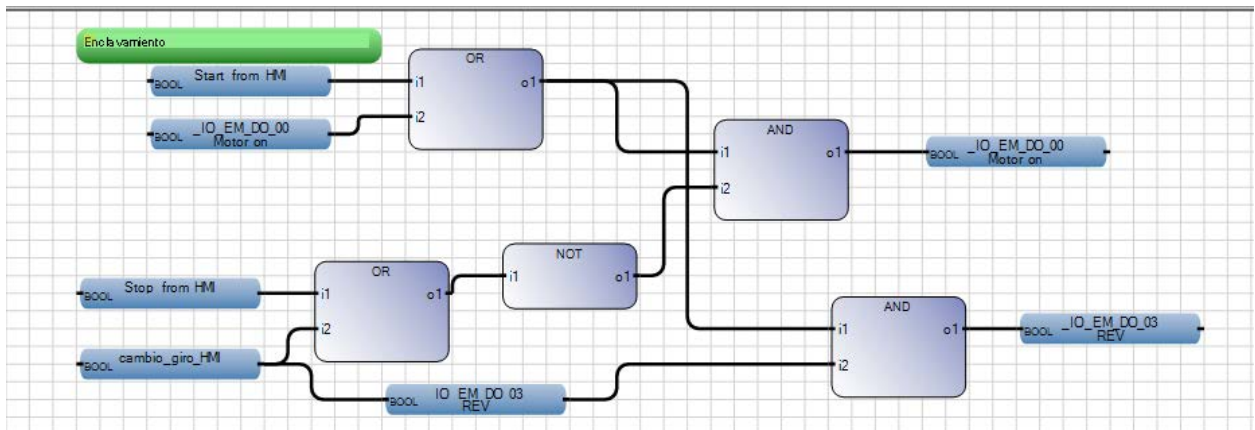 Enclavamiento
OR
BOOL Start from HMI
i1 o1
i2
BOOL _IO_EM_DO_00
Motor on
AND
i1 o1
i2
BOOL _IO_EM_DO_00
Motor on
NOT
i1 o1
OR
BOOL Stop from HMI
i1 o1
i2
BOOL cambio_giro_HMI
AND
i1 o1
i2
BOOL _IO_EM_DO_03
REV
BOOL IO EM DO 03
REV